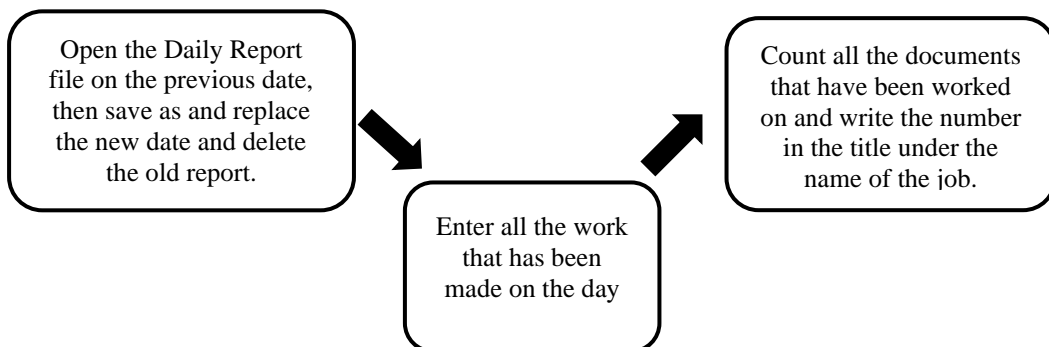 Open the Daily Report
file on the previous date,
then save as and replace
the new date and delete
the old report.
Enter all the work
that has been
made on the day
Count all the documents
that have been worked
on and write the number
in the title under the
name of the job.